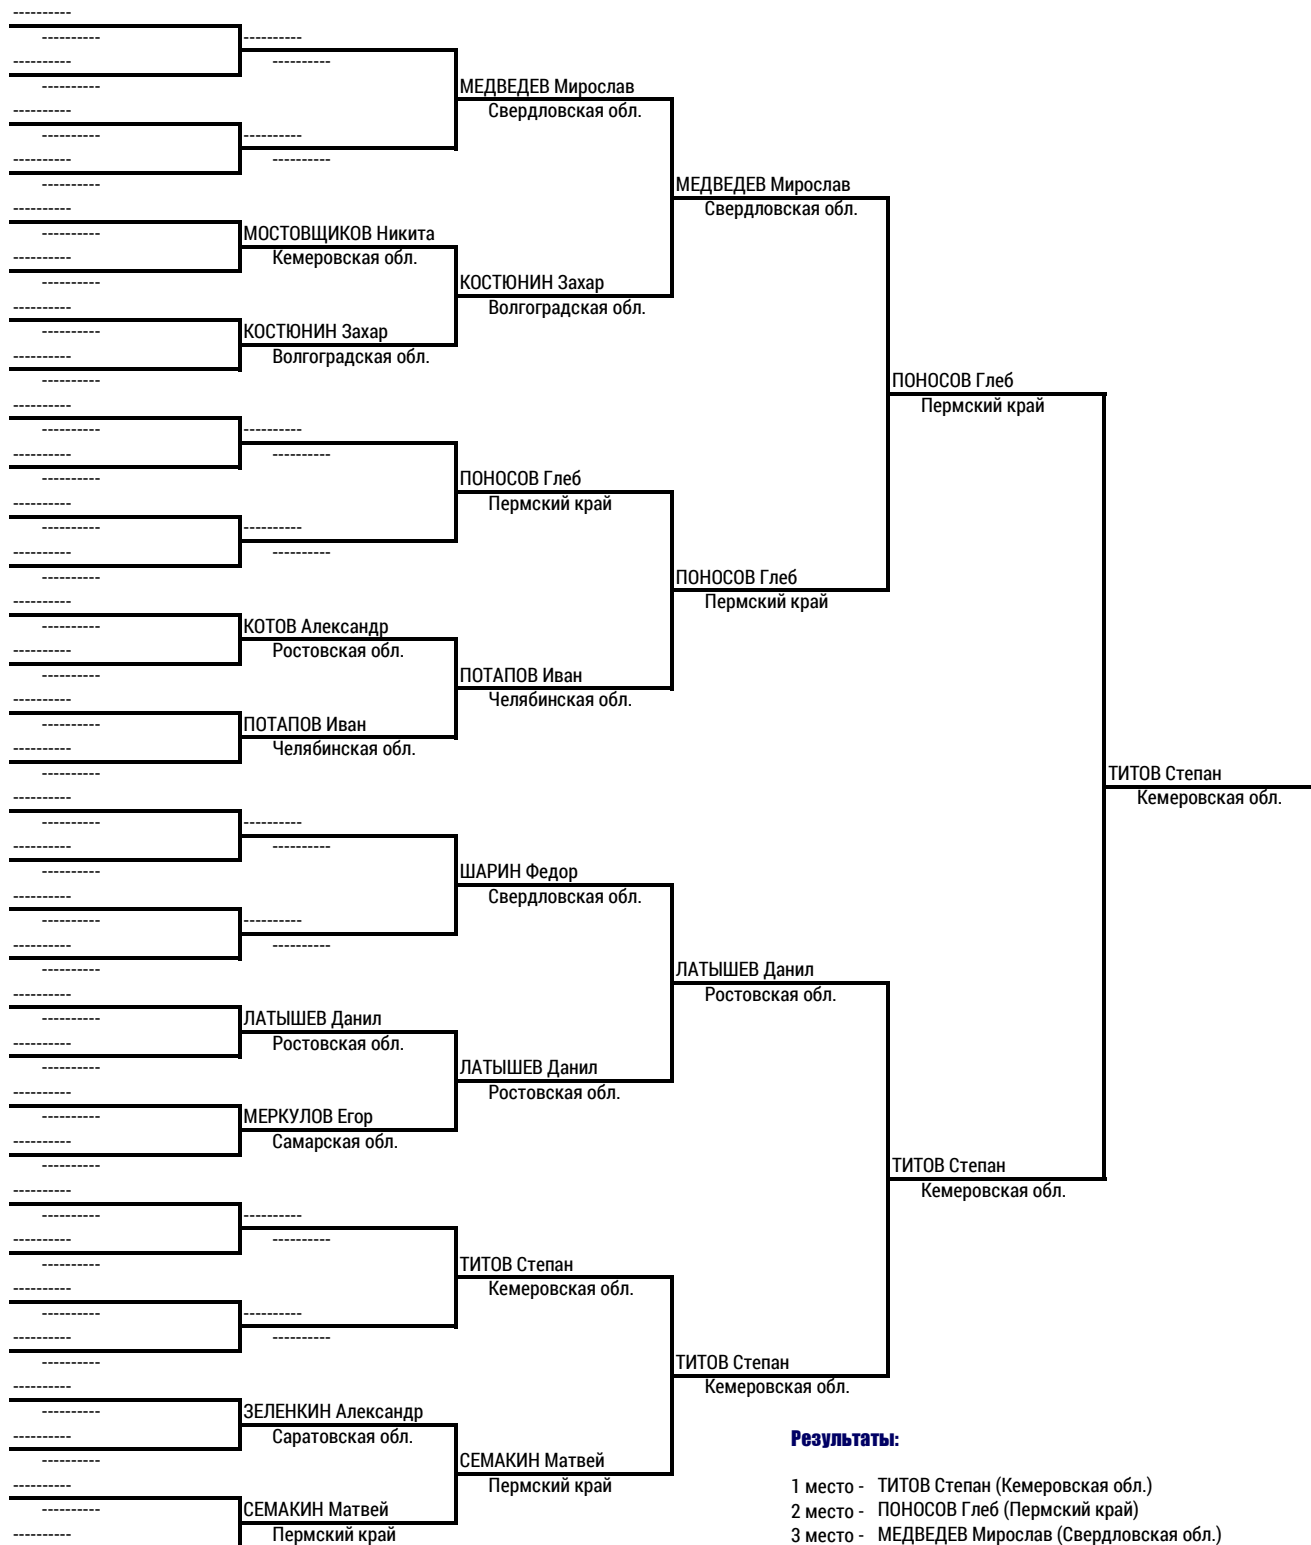 МОСТОВЩИКОВ Никита
Кемеровская обл.
КОСТЮНИН Захар
Волгоградская обл.
КОТОВ Александр
Ростовская обл.
ПОТАПОВ Иван
Челябинская обл.
ЛАТЫШЕВ Данил
Ростовская обл.
МЕРКУЛОВ Егор
Самарская обл.
ЗЕЛЕНКИН Александр
Саратовская обл.
СЕМАКИН Матвей
Пермский край
МЕДВЕДЕВ Мирослав
Свердловская обл.
КОСТЮНИН Захар
Волгоградская обл.
ПОНОСОВ Глеб
Пермский край
ПОТАПОВ Иван
Челябинская обл.
ШАРИН Федор
Свердловская обл.
ЛАТЫШЕВ Данил
Ростовская обл.
ТИТОВ Степан
Кемеровская обл.
СЕМАКИН Матвей
Пермский край
МЕДВЕДЕВ Мирослав
Свердловская обл.
ПОНОСОВ Глеб
Пермский край
ЛАТЫШЕВ Данил
Ростовская обл.
ТИТОВ Степан
Кемеровская обл.
ПОНОСОВ Глеб
Пермский край
ТИТОВ Степан
Кемеровская обл.
ТИТОВ Степан
Кемеровская обл.
Результаты:
1 место - ТИТОВ Степан (Кемеровская обл.)
2 место - ПОНОСОВ Глеб (Пермский край)
3 место - МЕДВЕДЕВ Мирослав (Свердловская обл.)